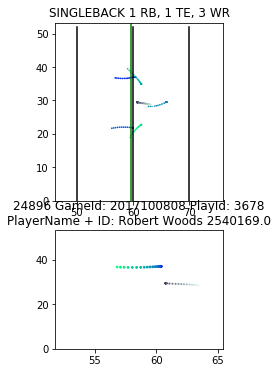 SINGLEBACK 1 RB, 1 TE, 3 WR
50
40
30
20
10
0
50 60 70
24896 GameId: 2017100808 PlayId: 3678
PlayerName + ID: Robert Woods 2540169.0
40
20
0
55 60 65